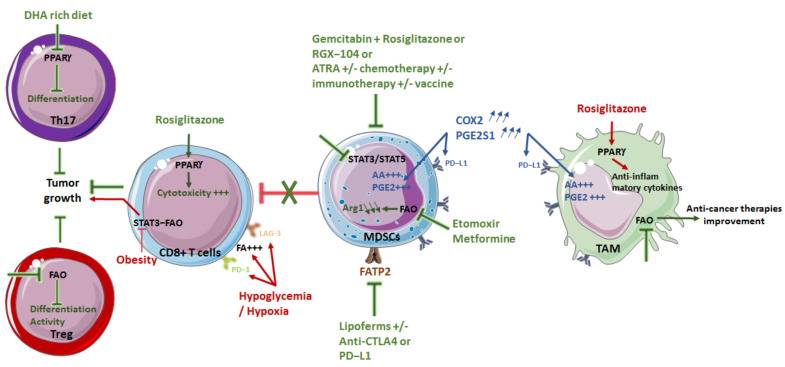 DHA rich diet
PPARγ
Differentiation
Th17
Tumor
growth
FAO
Differentiation
Activity
Treg
Rosiglitazone
PPARγ
Cytotoxicity +++
STAT3–FAO
Obesity
CD8+ T cells
LAG-3
FA+++
PD-1
Hypoglycemia
/ Hypoxia
Gemcitabin + Rosiglitazone or
RGX–104 or
ATRA +/- chemotherapy +/-
immunotherapy +/- vaccine
STAT3/STAT5
AA+++
PGE2+++
Arg1
FAO
MDSCs
FATP2
Lipoferms +/-
Anti-CTLA4 or
PD–L1
COX2
PGE2S1
PD–L1
Etomoxir
Metformine
PD–L1
Rosiglitazone
PPARγ
Anti-inflam
matory cytokines
AA+++
PGE2 +++
FAO
TAM
Anti-cancer therapies
improvement